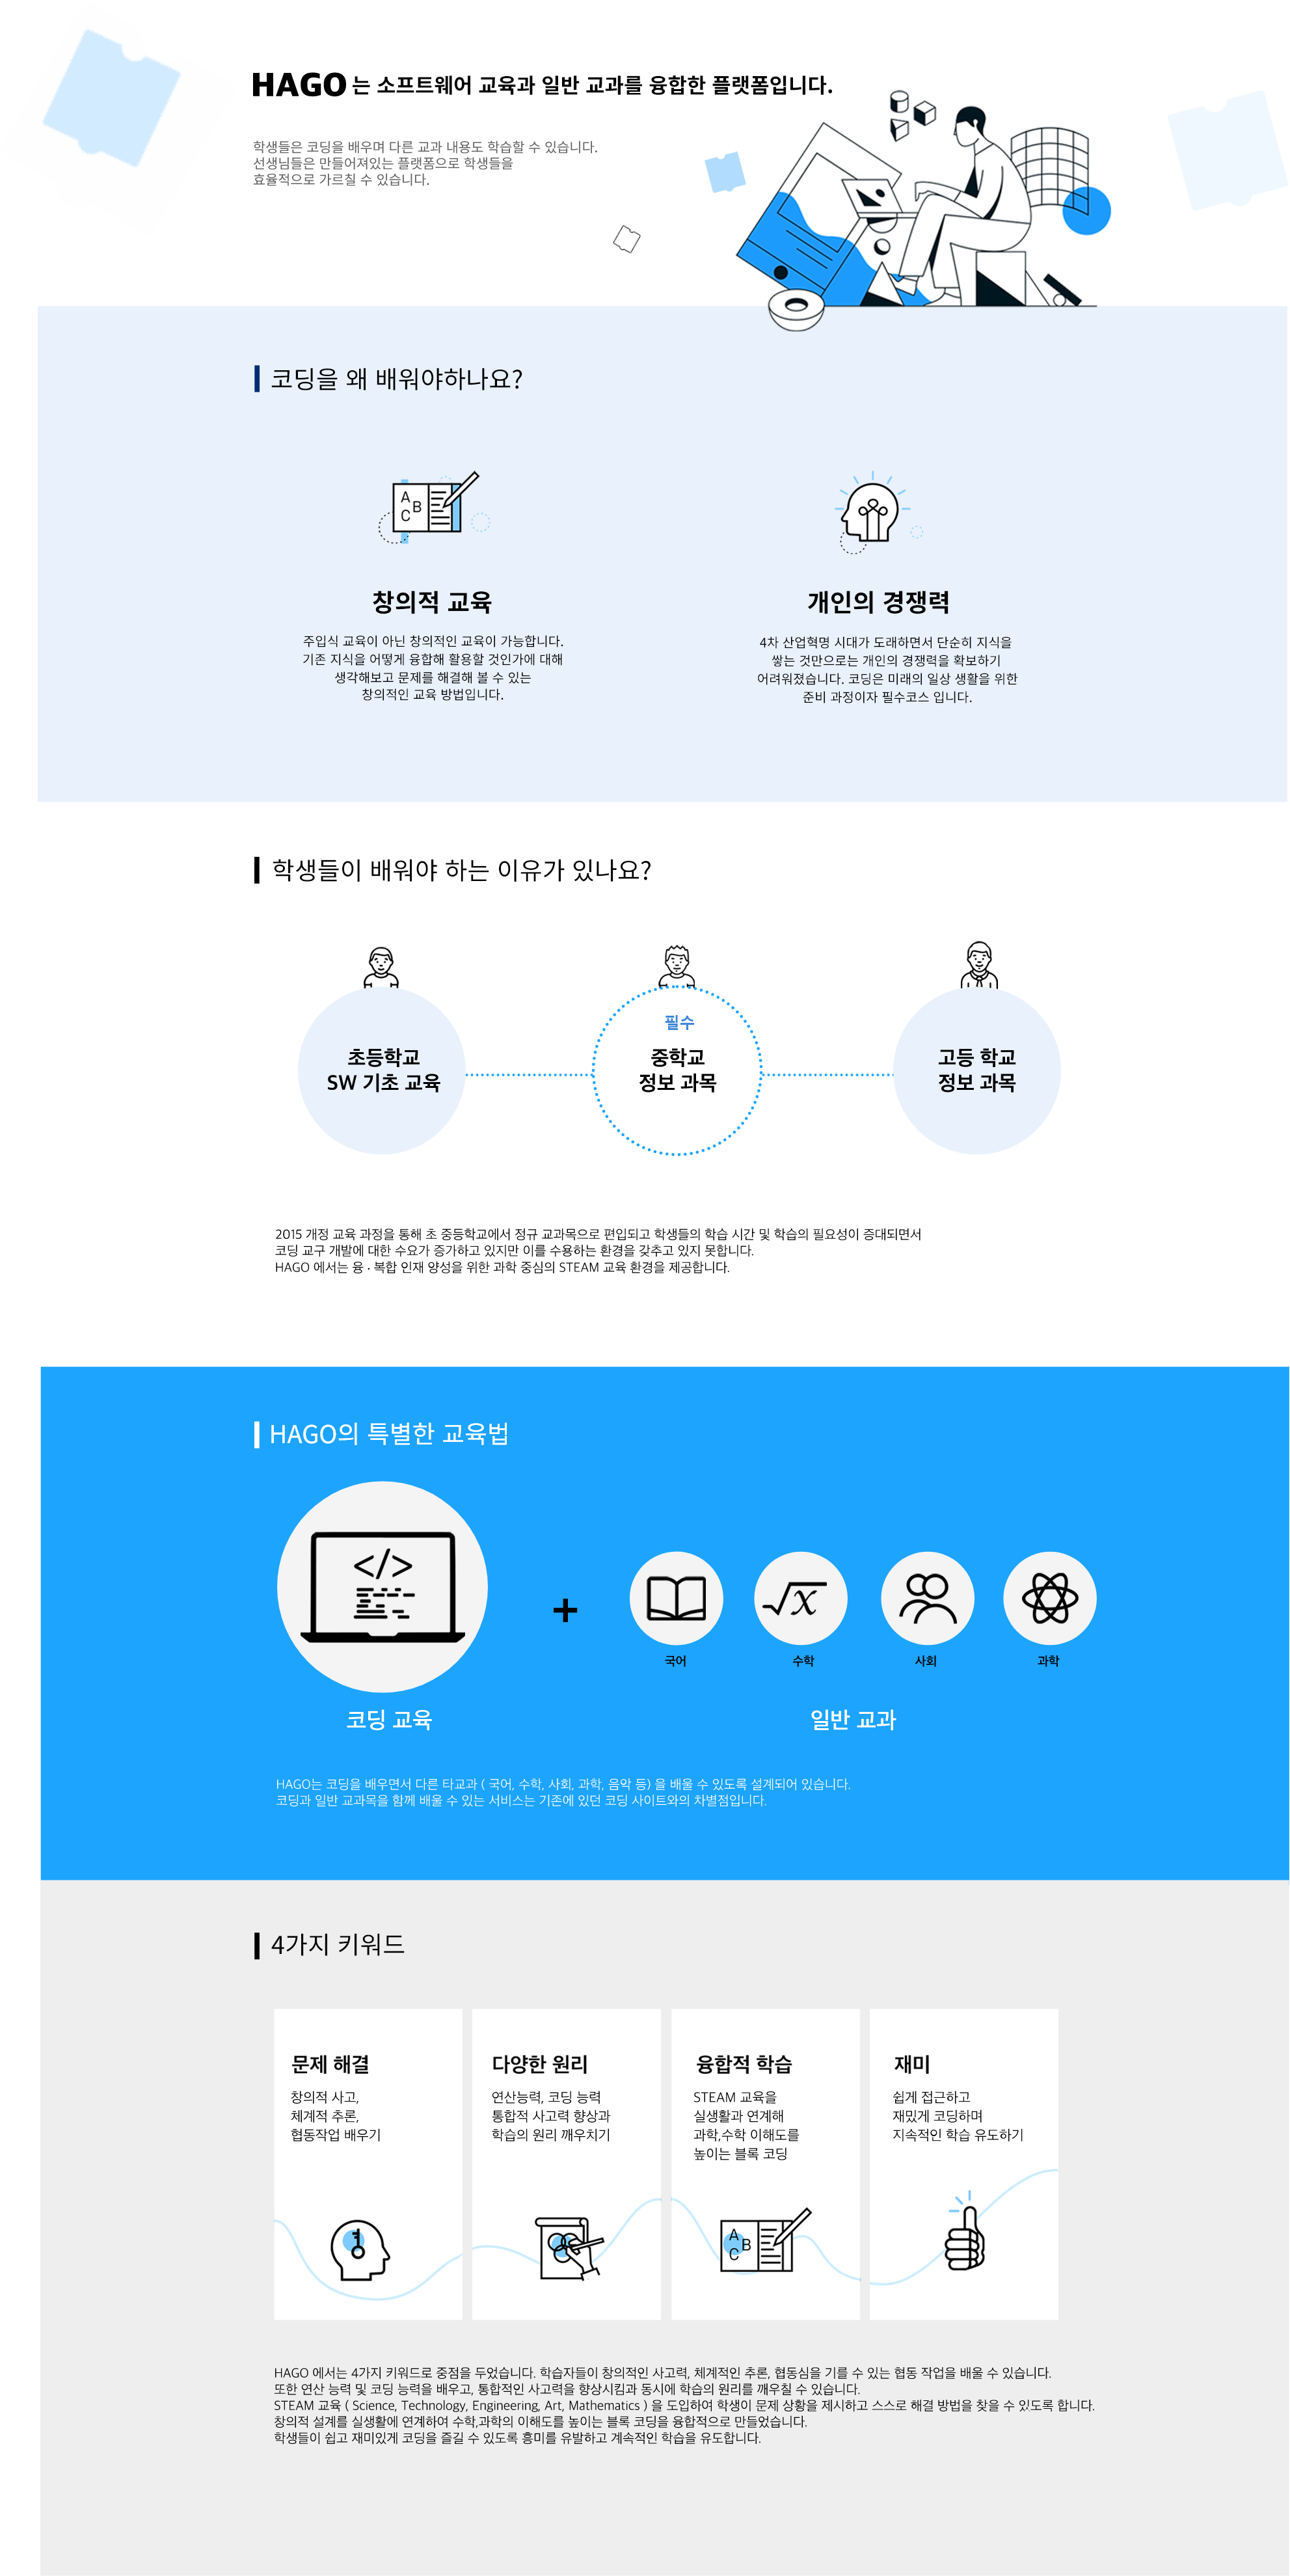 HAGO 는 소프트웨어 교육과 일반 교과를 융합한 플랫폼입니다.
학생들은 코딩을 배우며 다른 교과 내용도 학습할 수 있습니다.
선생님들은 만들어져있는 플랫폼으로 학생들을
효율적으로 가르칠 수 있습니다.
코딩을 왜 배워야하나요?
A
B
C
창의적 교육
주입식 교육이 아닌 창의적인 교육이 가능합니다.
기존 지식을 어떻게 융합해 활용할 것인가에 대해
생각해보고 문제를 해결해 볼 수 있는
창의적인 교육 방법입니다.
개인의 경쟁력
4차 산업혁명 시대가 도래하면서 단순히 지식을
쌓는 것만으로는 개인의 경쟁력을 확보하기
어려워졌습니다. 코딩은 미래의 일상 생활을 위한
준비 과정이자 필수코스 입니다.
학생들이 배워야 하는 이유가 있나요?
초등학교
SW 기초 교육
필수
중학교
정보 과목
고등 학교
정보 과목
2015 개정 교육 과정을 통해 초 중등학교에서 정규 교과목으로 편입되고 학생들의 학습 시간 및 학습의 필요성이 증대되면서
코딩 교구 개발에 대한 수요가 증가하고 있지만 이를 수용하는 환경을 갖추고 있지 못합니다.
HAGO 에서는 융 · 복합 인재 양성을 위한 과학 중심의 STEAM 교육 환경을 제공합니다.
HAGO의 특별한 교육법
</>
+
√x
국어
수학
사회
과학
코딩 교육
일반 교과
HAGO는 코딩을 배우면서 다른 타교과 ( 국어, 수학, 사회, 과학, 음악 등) 을 배울 수 있도록 설계되어 있습니다.
코딩과 일반 교과목을 함께 배울 수 있는 서비스는 기존에 있던 코딩 사이트와의 차별점입니다.
4가지 키워드
문제 해결
창의적 사고,
체계적 추론,
협동작업 배우기
다양한 원리
연산능력, 코딩 능력
통합적 사고력 향상과
학습의 원리 깨우치기
융합적 학습
STEAM 교육을
실생활과 연계해
과학,수학 이해도를
높이는 블록 코딩
A
B
C
재미
쉽게 접근하고
재밌게 코딩하며
지속적인 학습 유도하기
HAGO 에서는 4가지 키워드로 중점을 두었습니다. 학습자들이 창의적인 사고력, 체계적인 추론, 협동심을 기를 수 있는 협동 작업을 배울 수 있습니다.
또한 연산 능력 및 코딩 능력을 배우고, 통합적인 사고력을 향상시킴과 동시에 학습의 원리를 깨우칠 수 있습니다.
STEAM 교육 ( Science, Technology, Engineering, Art, Mathematics ) 을 도입하여 학생이 문제 상황을 제시하고 스스로 해결 방법을 찾을 수 있도록 합니다.
창의적 설계를 실생활에 연계하여 수학,과학의 이해도를 높이는 블록 코딩을 융합적으로 만들었습니다.
학생들이 쉽고 재미있게 코딩을 즐길 수 있도록 흥미를 유발하고 계속적인 학습을 유도합니다.